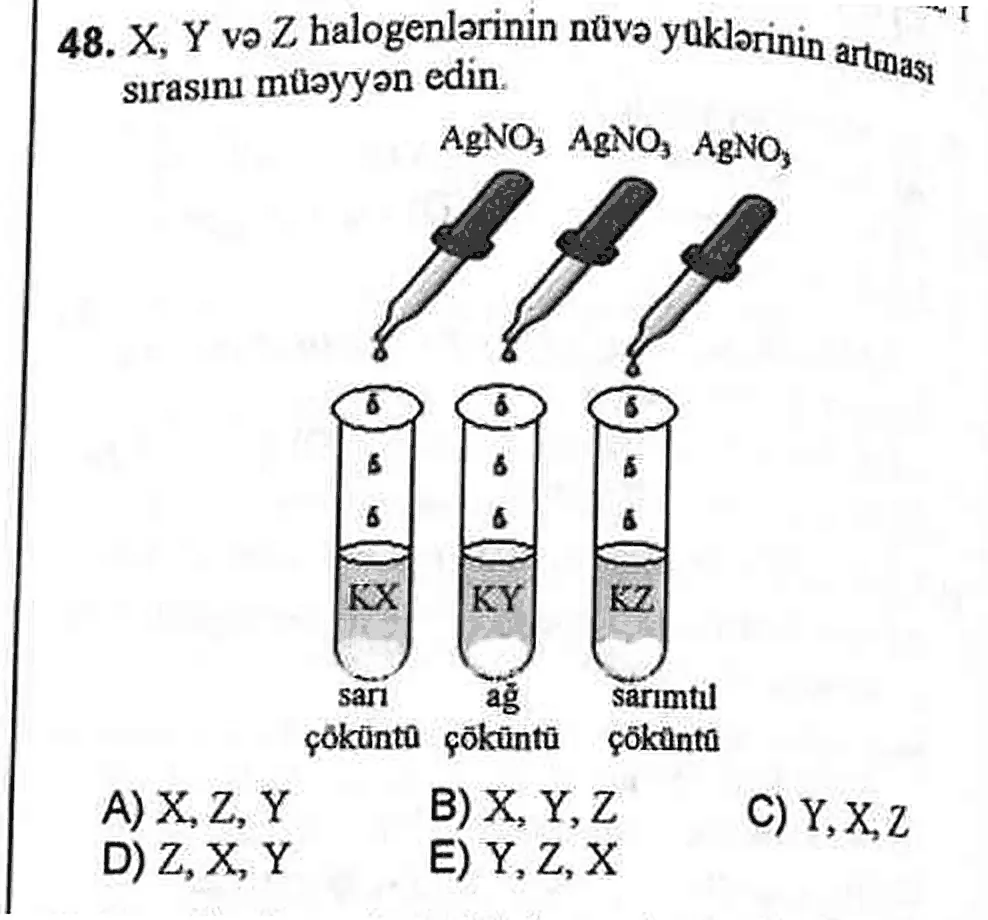 48. X, Y və Z halogenlərinin nüvə yüklərinin artması
sırasını müəyyən edin.
AgNO₃ AgNO₃ AgNO₃
KX KY KZ
sarı ağ sarımtıl
çöküntü çöküntü çöküntü
A) X, Z, Y B) X, Y, Z C) Y, X, Z
D) Z, X, Y E) Y, Z, X